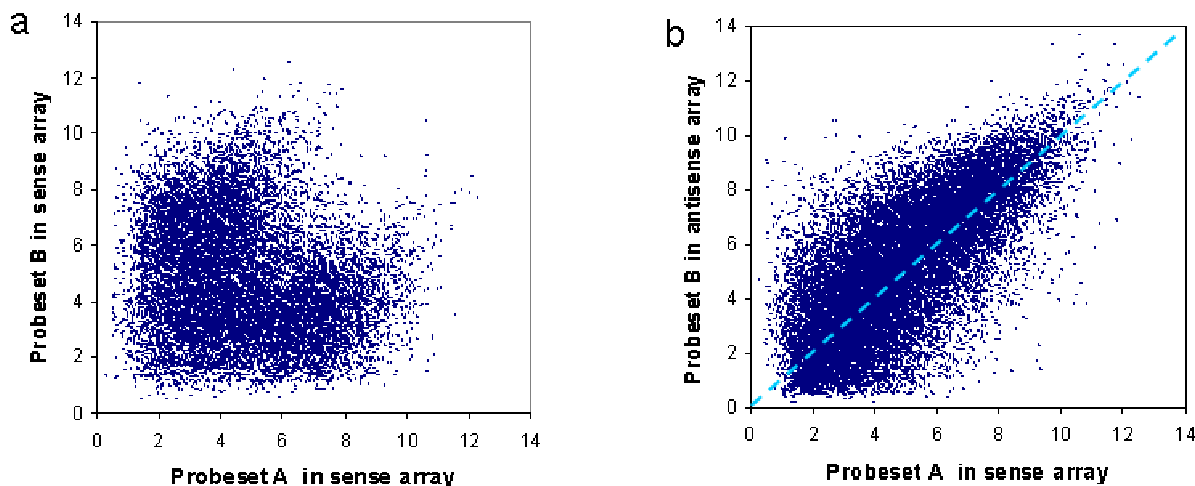 a
14
12
10
8
6
4
2
0
Probeset B in sense array
0 2 4 6 8 10 12 14
Probeset A in sense array
b
14
12
10
8
6
4
2
0
Probeset B in antisense array
0 2 4 6 8 10 12 14
Probeset A in sense array